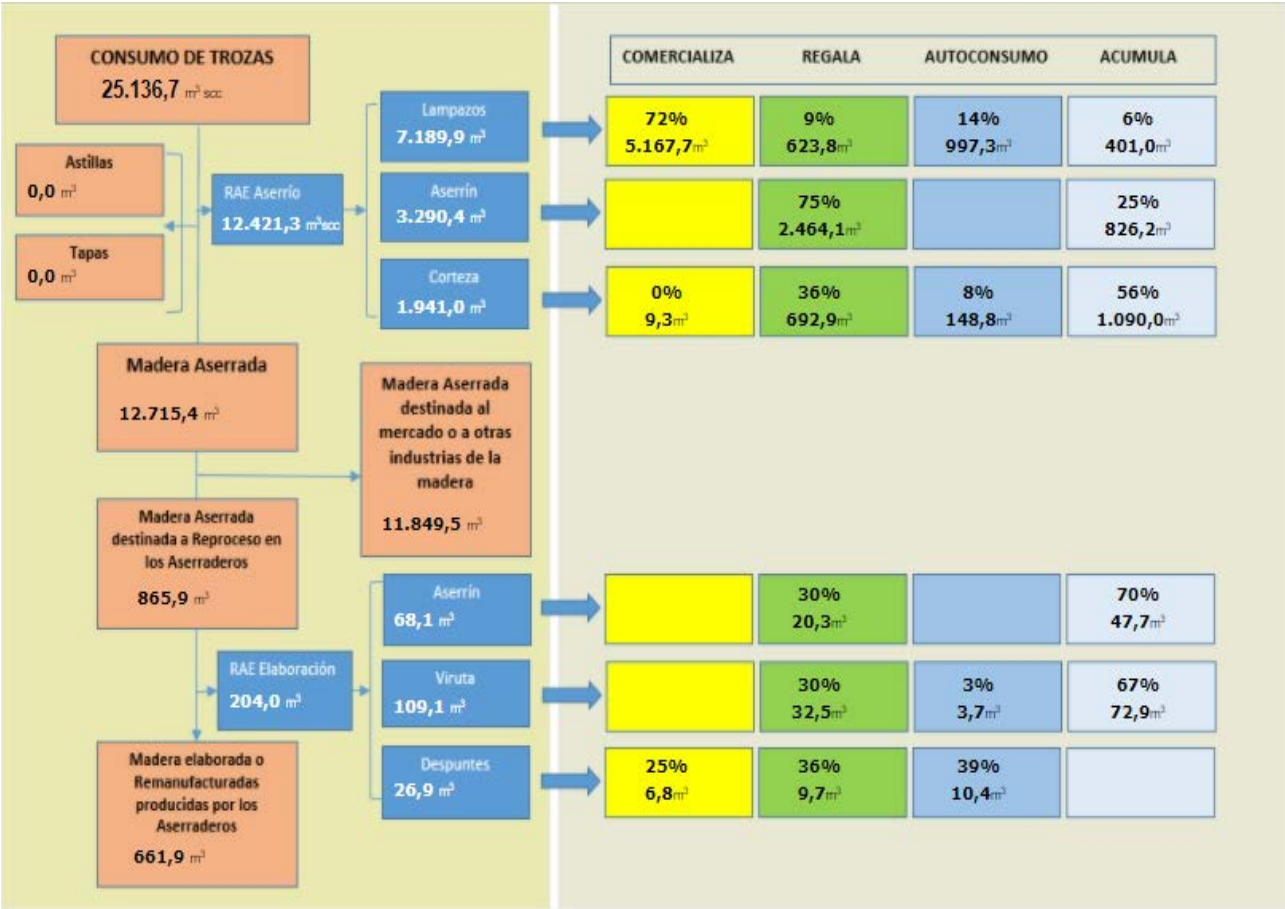 CONSUMO DE TROZAS
25.136,7 m³ scc
Astillas
0,0 m³
Tapas
0,0 m³
RAE Aserrío
12.421,3 m³scc
Lampazos
7.189,9 m³
Aserrín
3.290,4 m³
Corteza
1.941,0 m³
Madera Aserrada
12.715,4 m³
Madera Aserrada
destinada al
mercado o a otras
industrias de la
madera
11.849,5 m³
Madera Aserrada
destinada a Reproceso en
los Aserraderos
865,9 m³
RAE Elaboración
204,0 m³
Aserrín
68,1 m³
Viruta
109,1 m³
Despuntes
26,9 m³
Madera elaborada o
Remanufacturadas
producidas por los
Aserraderos
661,9 m³
COMERCIALIZA REGALA AUTOCONSUMO ACUMULA
72% 9% 14% 6%
5.167,7m³ 623,8m³ 997,3m³ 401,0m³
75% 25%
2.464,1m³ 826,2m³
0% 36% 8% 56%
9,3m³ 692,9m³ 148,8m³ 1.090,0m³
30% 70%
20,3m³ 47,7m³
30% 3% 67%
32,5m³ 3,7m³ 72,9m³
25% 36% 39%
6,8m³ 9,7m³ 10,4m³